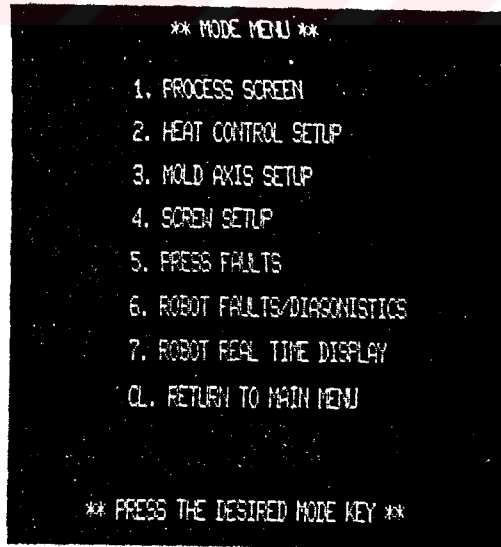 ** MODE MENU **
1. PROCESS SCREEN
2. HEAT CONTROL SETUP
3. MOLD AXIS SETUP
4. SCREW SETUP
5. PRESS FAULTS
6. ROBOT FAULTS/DIAGONISTICS
7. ROBOT REAL TIME DISPLAY
CL. RETURN TO MAIN MENU
** PRESS THE DESIRED MODE KEY **